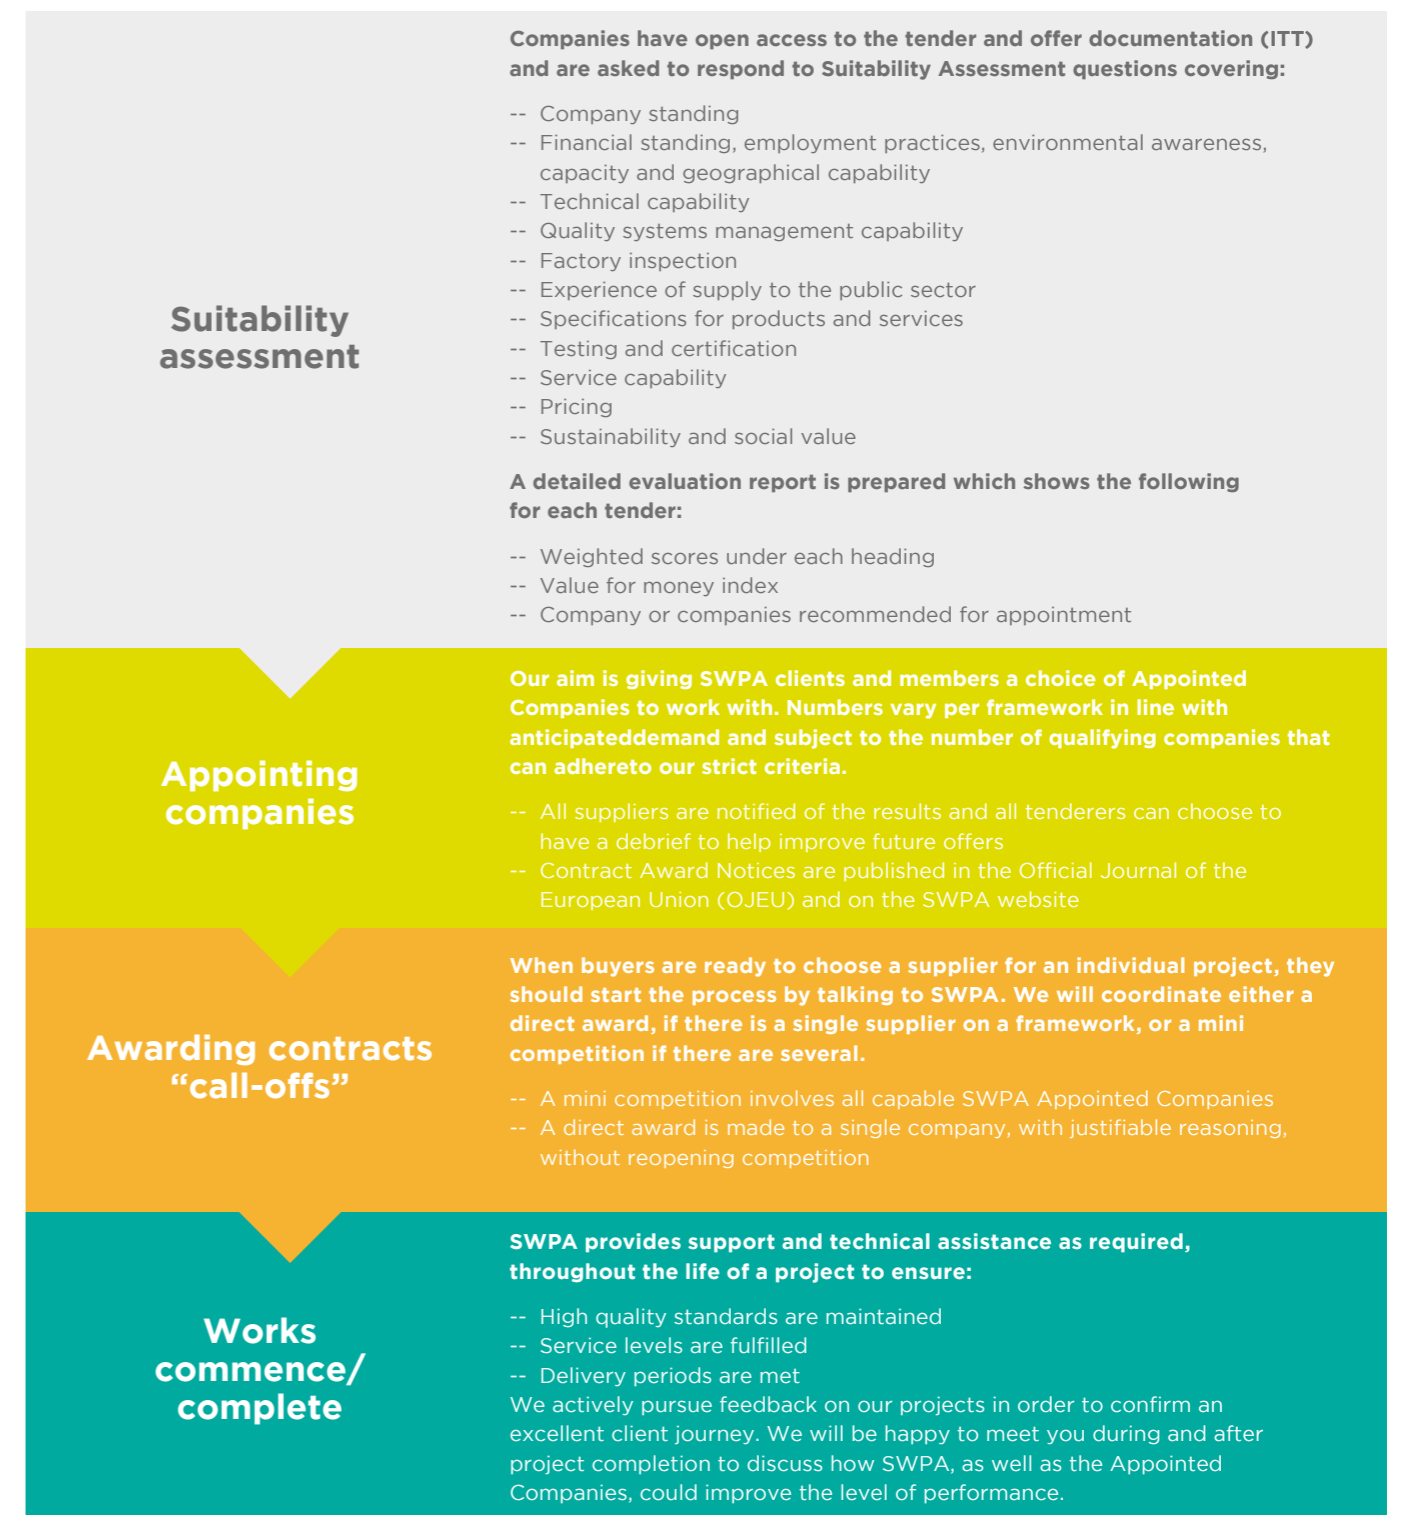 Suitability
assessment
Companies have open access to the tender and offer documentation (ITT)
and are asked to respond to Suitability Assessment questions covering:
-- Company standing
-- Financial standing, employment practices, environmental awareness,
capacity and geographical capability
-- Technical capability
-- Quality systems management capability
-- Factory inspection
-- Experience of supply to the public sector
-- Specifications for products and services
-- Testing and certification
-- Service capability
-- Pricing
-- Sustainability and social value
A detailed evaluation report is prepared which shows the following
for each tender:
-- Weighted scores under each heading
-- Value for money index
-- Company or companies recommended for appointment
Appointing
companies
Our aim is giving SWPA clients and members a choice of Appointed
Companies to work with. Numbers vary per framework in line with
anticipateddemand and subject to the number of qualifying companies that
can adhereto our strict criteria.
-- All suppliers are notified of the results and all tenderers can choose to
have a debrief to help improve future offers
-- Contract Award Notices are published in the Official Journal of the
European Union (OJEU) and on the SWPA website
Awarding contracts
“call-offs”
When buyers are ready to choose a supplier for an individual project, they
should start the process by talking to SWPA. We will coordinate either a
direct award, if there is a single supplier on a framework, or a mini
competition if there are several.
-- A mini competition involves all capable SWPA Appointed Companies
-- A direct award is made to a single company, with justifiable reasoning,
without reopening competition
Works
commence/
complete
SWPA provides support and technical assistance as required,
throughout the life of a project to ensure:
-- High quality standards are maintained
-- Service levels are fulfilled
-- Delivery periods are met
We actively pursue feedback on our projects in order to confirm an
excellent client journey. We will be happy to meet you during and after
project completion to discuss how SWPA, as well as the Appointed
Companies, could improve the level of performance.